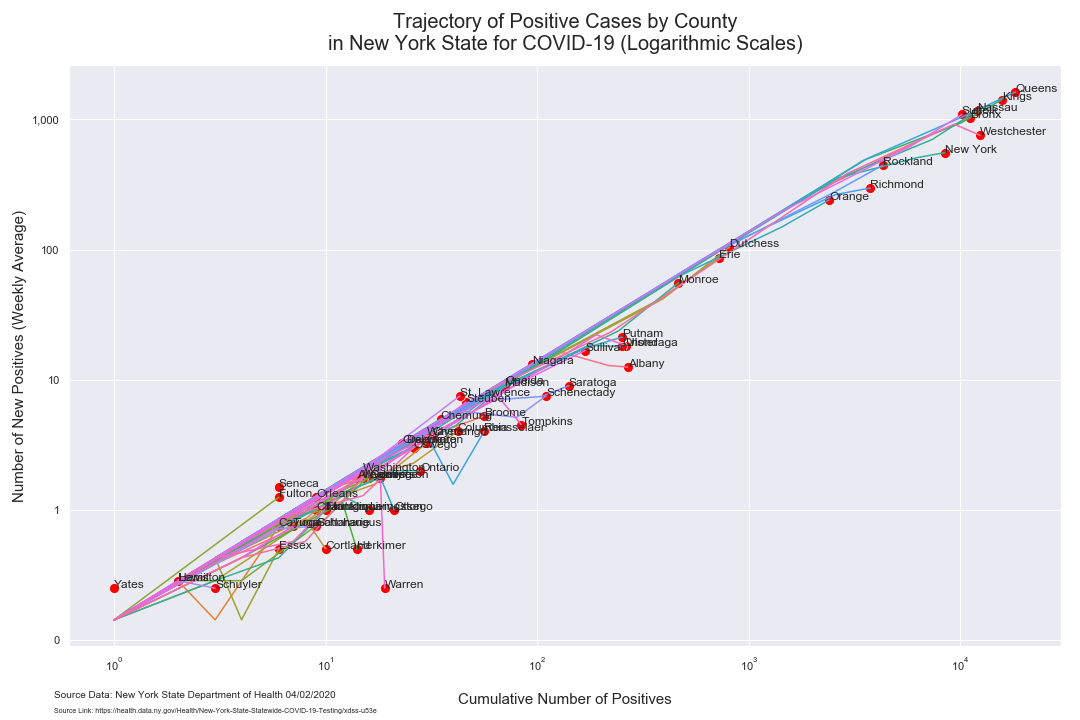 Trajectory of Positive Cases by County
in New York State for COVID-19 (Logarithmic Scales)
Number of New Positives (Weekly Average)
1,000
100
10
1
0
Queens
Kings
Nassau
Bronx
Westchester
New York
Rockland
Richmond
Orange
Dutchess
Erie
Monroe
Putnam
Sullivan
Albany
Niagara
Oneida
Madison
Saratoga
Schenectady
St. Lawrence
Steuben
Broome
Chemung
Tompkins
Columbia
Rensselaer
Oswego
Ontario
Washington
Seneca
Fulton
Orleans
Otsego
Cayuga
Tioga
Essex
Cortland
Herkimer
Yates
Hamilton
Schuyler
Warren
10⁰
10¹
10²
10³
10⁴
Cumulative Number of Positives
Source Data: New York State Department of Health 04/02/2020
Source Link: https://health.data.ny.gov/Health/New-York-State-Statewide-COVID-19-Testing/xdss-u53e